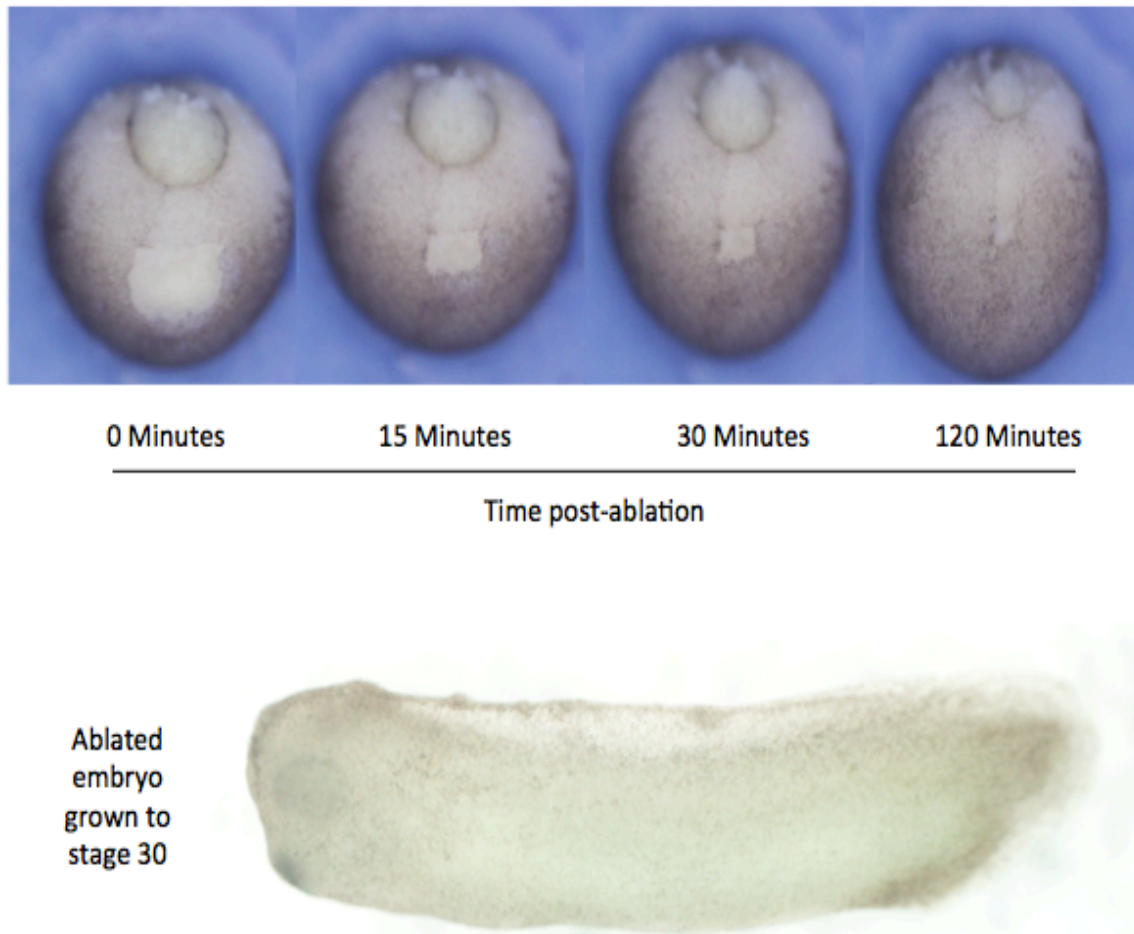 0 Minutes 15 Minutes 30 Minutes 120 Minutes
Time post-ablation
Ablated
embryo
grown to
stage 30